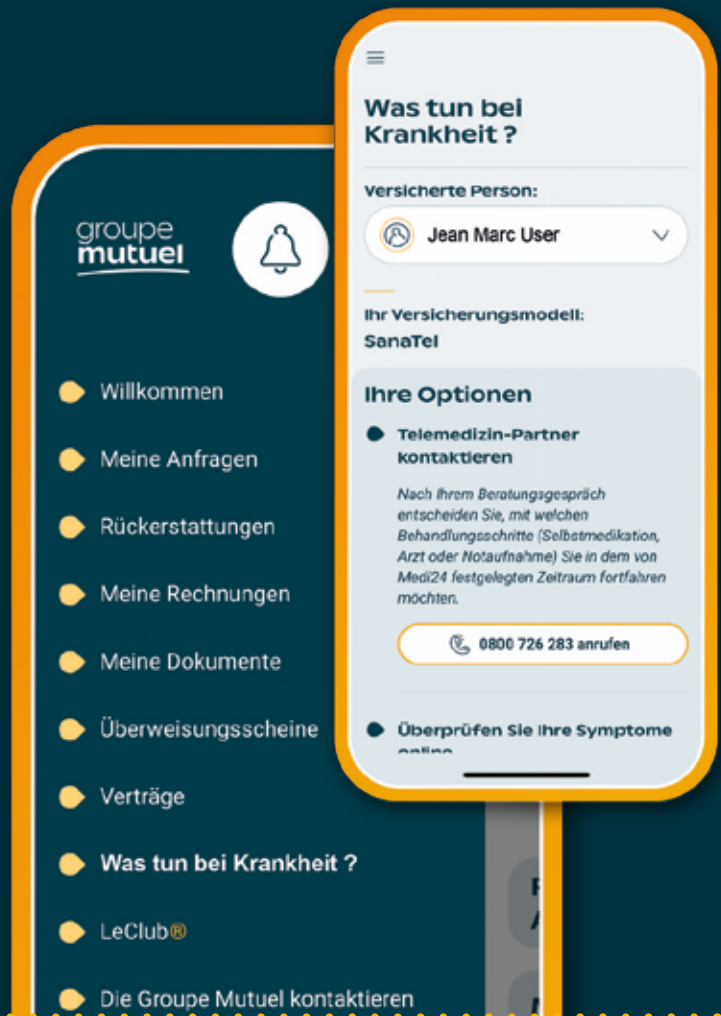 groupe
mutuel
Willkommen
Meine Anfragen
Rückerstattungen
Meine Rechnungen
Meine Dokumente
Überweisungsscheine
Verträge
Was tun bei Krankheit ?
LeClub®
Die Groupe Mutuel kontaktieren
Was tun bei
Krankheit ?
Versicherte Person:
Jean Marc User
Ihr Versicherungsmodell:
SanaTel
Ihre Optionen
Telemedizin-Partner
kontaktieren
Nach Ihrem Beratungsgespräch
entscheiden Sie, mit welchen
Behandlungsschritte (Selbstmedikation,
Arzt oder Notaufnahme) Sie in dem von
Medi24 festgelegten Zeitraum fortfahren
möchten.
0800 726 283 anrufen
Überprüfen Sie Ihre Symptome
online